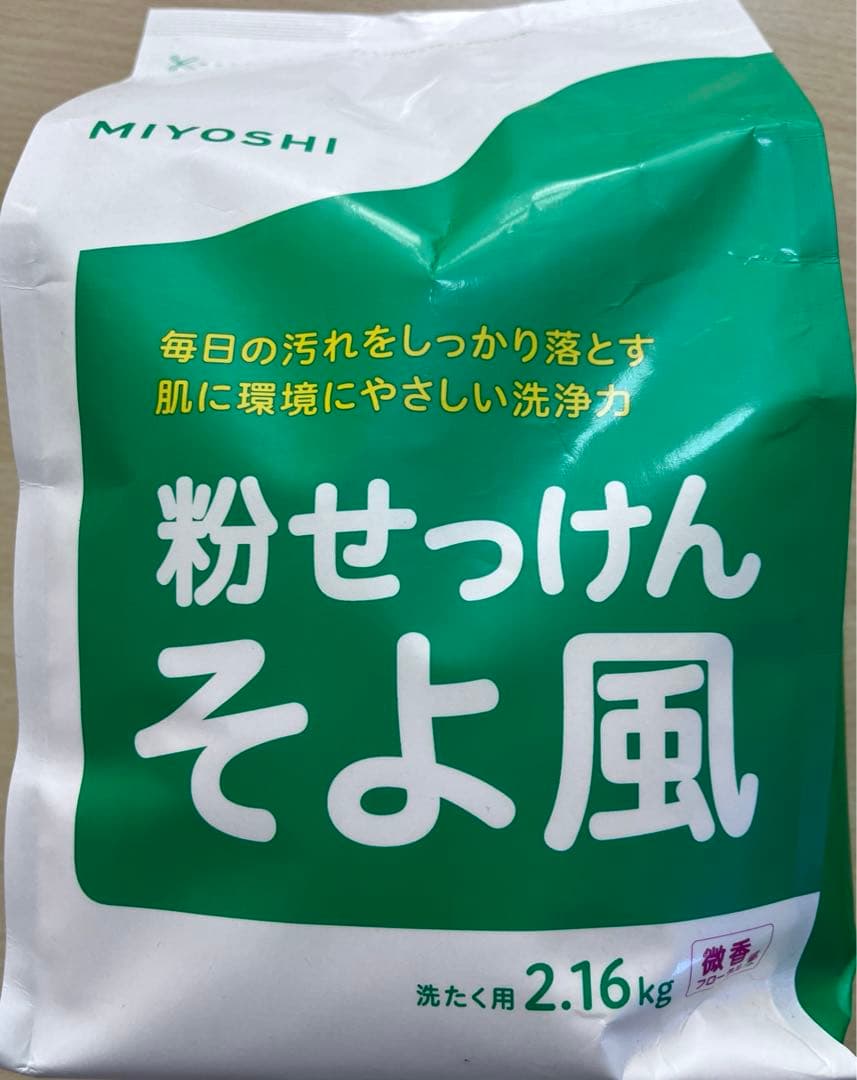 MIYOSHI
毎日の汚れをしっかり落とす
肌に環境にやさしい洗浄力
粉せっけん
そよ風
洗たく用 2.16kg
微香